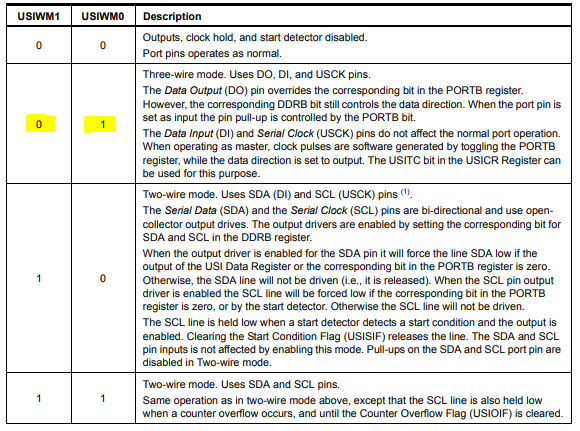 USIWM1 USIWM0 Description
0 0 Outputs, clock hold, and start detector disabled.
Port pins operates as normal.
0 1 Three-wire mode. Uses DO, DI, and USCK pins.
The Data Output (DO) pin overrides the corresponding bit in the PORTB register.
However, the corresponding DDRB bit still controls the data direction. When the port pin is
set as input the pin pull-up is controlled by the PORTB bit.
The Data Input (DI) and Serial Clock (USCK) pins do not affect the normal port operation.
When operating as master, clock pulses are software generated by toggling the PORTB
register, while the data direction is set to output. The USITC bit in the USICR Register can
be used for this purpose.
1 0 Two-wire mode. Uses SDA (DI) and SCL (USCK) pins (1).
The Serial Data (SDA) and the Serial Clock (SCL) pins are bi-directional and use open-
collector output drives. The output drivers are enabled by setting the corresponding bit for
SDA and SCL in the DDRB register.
When the output driver is enabled for the SDA pin it will force the line SDA low if the
output of the USI Data Register or the corresponding bit in the PORTB register is zero.
Otherwise, the SDA line will not be driven (i.e., it is released). When the SCL pin output
driver is enabled the SCL line will be forced low if the corresponding bit in the PORTB
register is zero, or by the start detector. Otherwise the SCL line will not be driven.
The SCL line is held low when a start detector detects a start condition and the output is
enabled. Clearing the Start Condition Flag (USISIF) releases the line. The SDA and SCL
pin inputs is not affected by enabling this mode. Pull-ups on the SDA and SCL port pin are
disabled in Two-wire mode.
1 1 Two-wire mode. Uses SDA and SCL pins.
Same operation as in two-wire mode above, except that the SCL line is also held low
when a counter overflow occurs, and until the Counter Overflow Flag (USIOIF) is cleared.